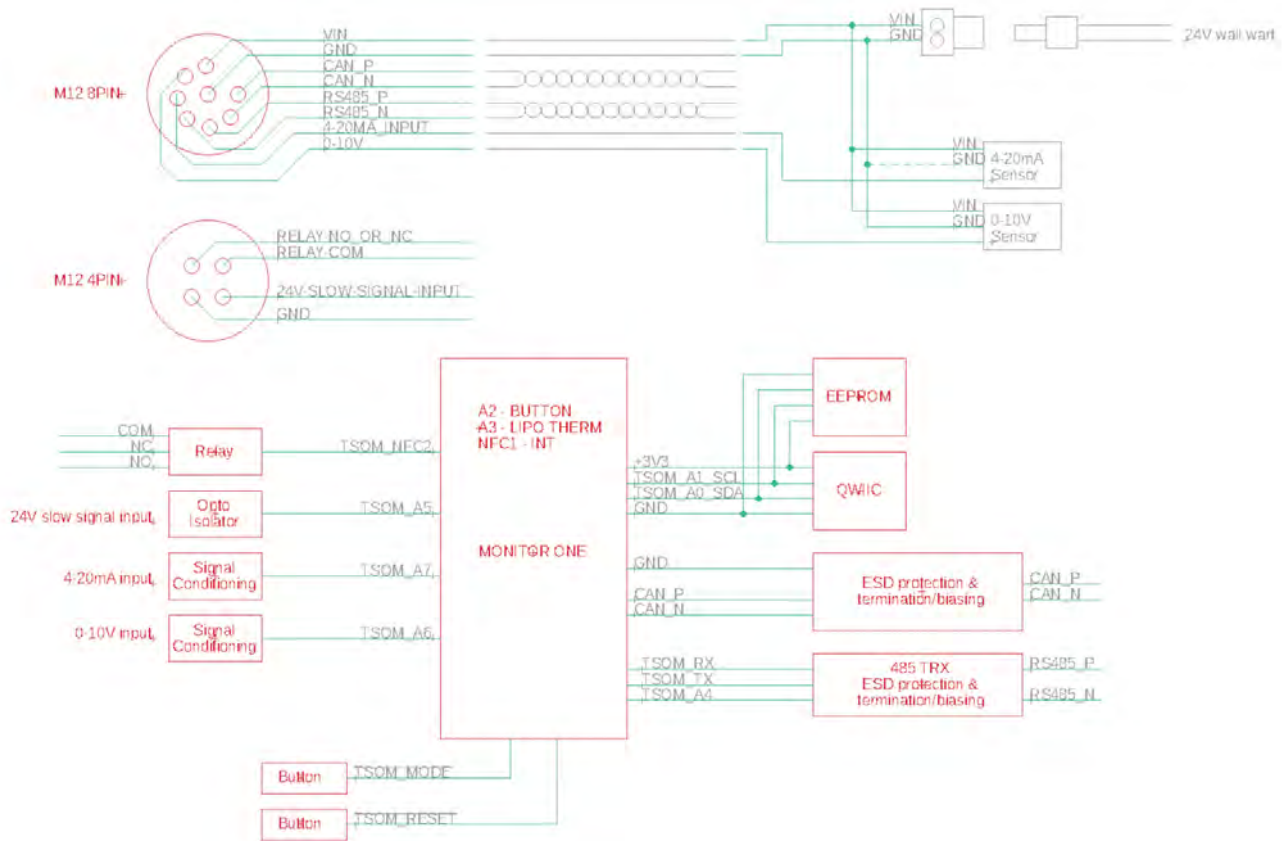 VIN
GND
CAN_P
CAN_N
RS485_P
RS485_N
4-20MA_INPUT
0-10V
M12 8PIN
VIN
GND
24V wall wart
VIN
GND
4-20mA
Sensor
VIN
GND
0-10V
Sensor
M12 4PIN
RELAY-NO_OR_NC
RELAY-COM
24V-SLOW-SIGNAL-INPUT
GND
A2 - BUTTON
A3 - LIPO THERM
NFC1 - INT
MONITOR ONE
COM
NC
NO
Relay
TSOM_NFC2
24V slow signal input
Opto
Isolator
TSOM_A5
4-20mA input
Signal
Conditioning
TSOM_A7
0-10V input
Signal
Conditioning
TSOM_A6
EEPROM
+3V3
TSOM_A1_SCL
TSOM_A0_SDA
GND
QWIIC
GND
CAN_P
CAN_N
ESD protection &
termination/biasing
CAN_P
CAN_N
TSOM_RX
TSOM_TX
TSOM_A4
485 TRX
ESD protection &
termination/biasing
RS485_P
RS485_N
Button
TSOM_MODE
Button
TSOM_RESET